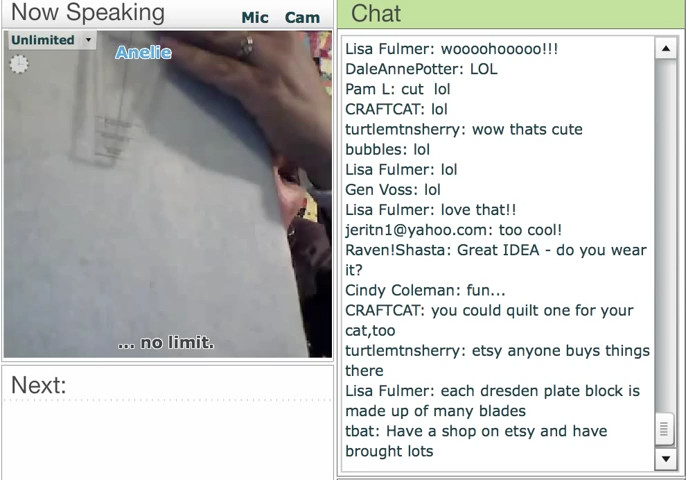 Now Speaking
Mic
Cam
Unlimited
Anelie
... no limit.
Next:
Chat
Lisa Fulmer: woooohooooo!!!
DaleAnnePotter: LOL
Pam L: cut  lol
CRAFTCAT: lol
turtlemtnsherry: wow thats cute
bubbles: lol
Lisa Fulmer: lol
Gen Voss: lol
Lisa Fulmer: love that!!
jeritn1@yahoo.com: too cool!
Raven!Shasta: Great IDEA - do you wear
it?
Cindy Coleman: fun...
CRAFTCAT: you could quilt one for your
cat,too
turtlemtnsherry: etsy anyone buys things
there
Lisa Fulmer: each dresden plate block is
made up of many blades
tbat: Have a shop on etsy and have
brought lots